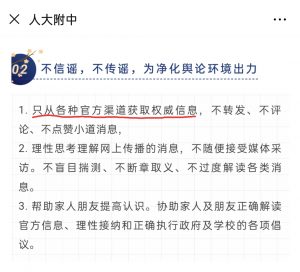 人大附中
02 不信谣，不传谣，为净化舆论环境出力
1. 只从各种官方渠道获取权威信息，不转发、不评
论、不点赞小道消息，
2. 理性思考理解网上传播的消息，不随便接受媒体采
访。不盲目揣测、不断章取义、不过度解读各类消
息。
3. 帮助家人朋友提高认识。协助家人及朋友正确解读
官方信息、理性接纳和正确执行政府及学校的各项倡
议。